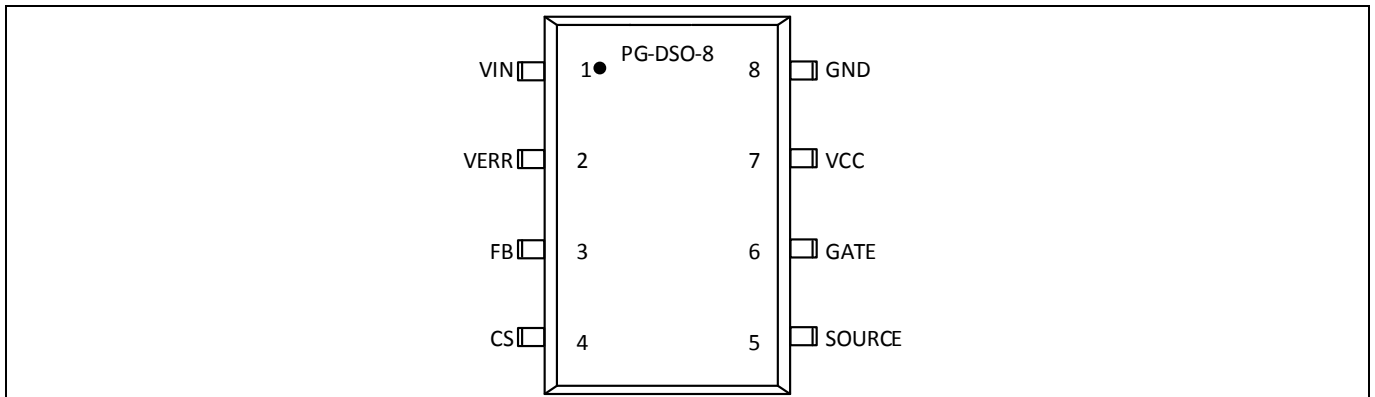 PG-DSO-8
VIN 1 8 GND
VERR 2 7 VCC
FB 3 6 GATE
CS 4 5 SOURCE